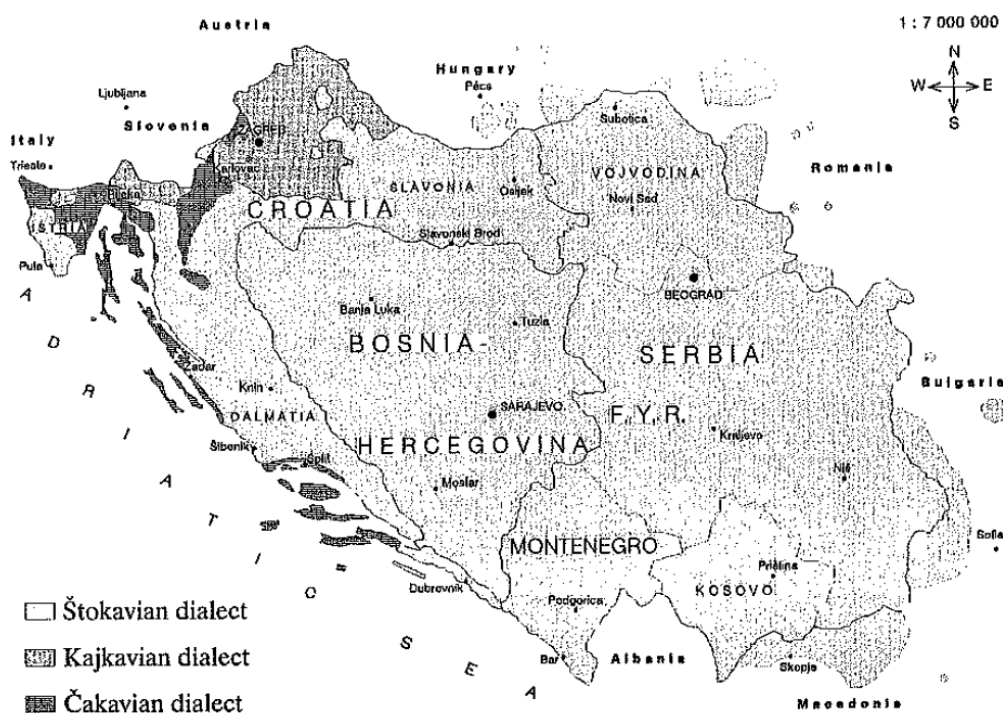 Austria
1 : 7 000 000
N
W E
S
Hungary
Pécs
Ljubljana
Slovenia
Italy
Trieste
ZAGREB
Karlovac
Rijeka
ISTRIA
Pula
Subotica
VOJVODINA
Novi Sad
Romania
SLAVONIA
Osijek
CROATIA
Slavonski Brod
BEOGRAD
Banja Luka
Tuzla
BOSNIA-
SERBIA
Zadar
Knin
DALMATIA
SARAJEVO
F.Y.R.
Bulgaria
Kraljevo
HERCEGOVINA
Šibenik
Split
Mostar
Niš
Sofia
MONTENEGRO
Priština
KOSOVO
Dubrovnik
Podgorica
Bar
Albania
Skopje
Macedonia
ADRIATIC SEA
Štokavian dialect
Kajkavian dialect
Čakavian dialect